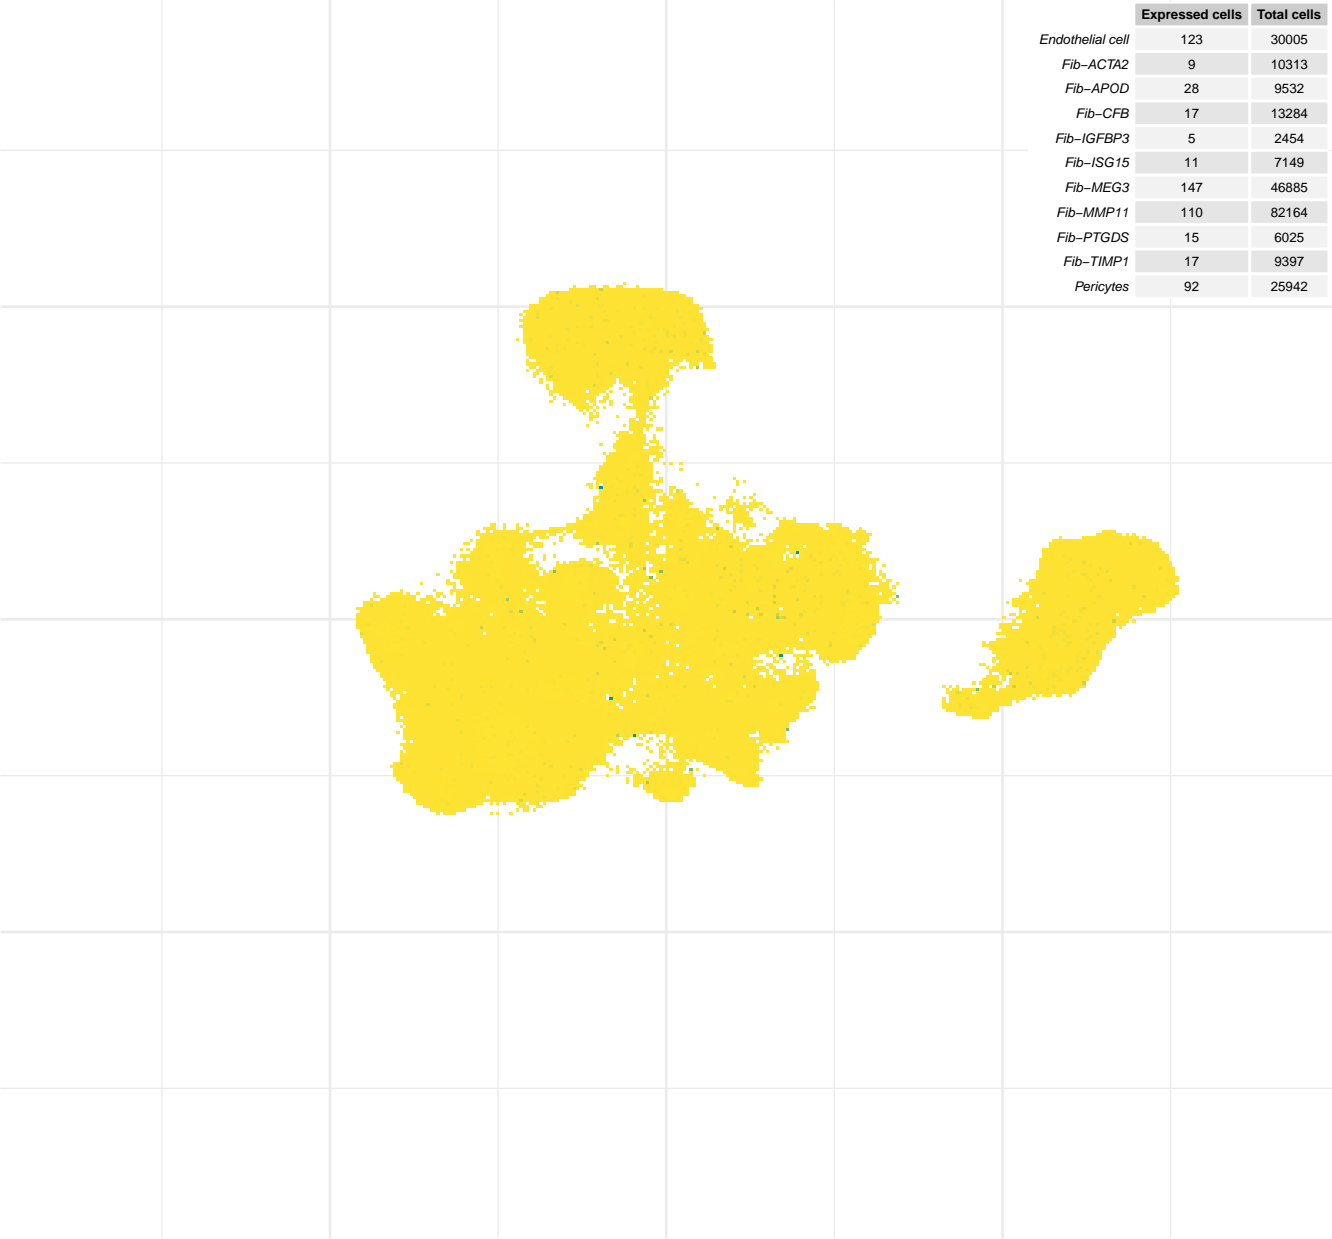 Expressed cells Total cells
Endothelial cell 123 30005
Fib−ACTA2 9 10313
Fib−APOD 28 9532
Fib−CFB 17 13284
Fib−IGFBP3 5 2454
Fib−ISG15 11 7149
Fib−MEG3 147 46885
Fib−MMP11 110 82164
Fib−PTGDS 15 6025
Fib−TIMP1 17 9397
Pericytes 92 25942